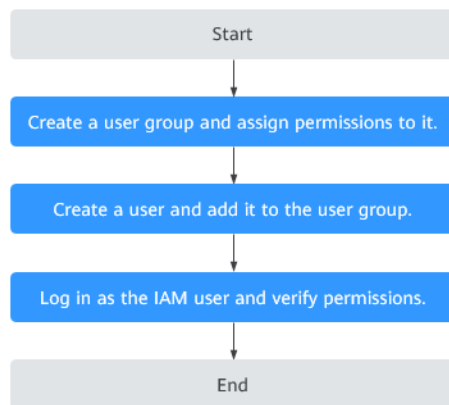 Start
Create a user group and assign permissions to it.
Create a user and add it to the user group.
Log in as the IAM user and verify permissions.
End